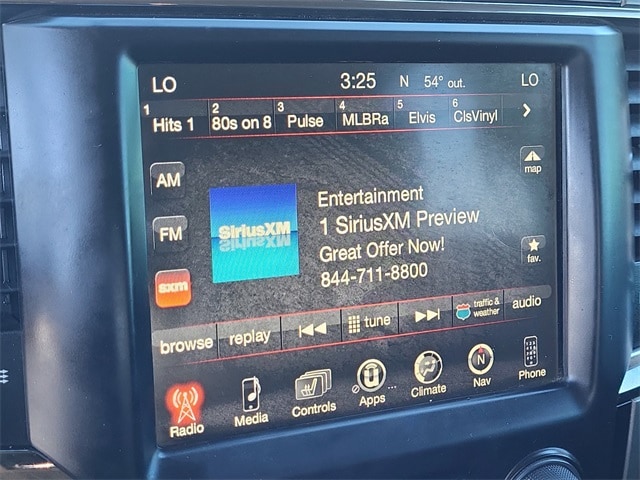 LO 3:25 N 54° out. LO
1 Hits 1 2 80s on 8 3 Pulse 4 MLBRa 5 Elvis 6 ClsVinyl
AM
FM
sxm
SiriusXM
Entertainment
1 SiriusXM Preview
Great Offer Now!
844-711-8800
map
fav.
browse replay tune traffic & weather audio
Radio Media Controls Apps ... Climate Nav Phone